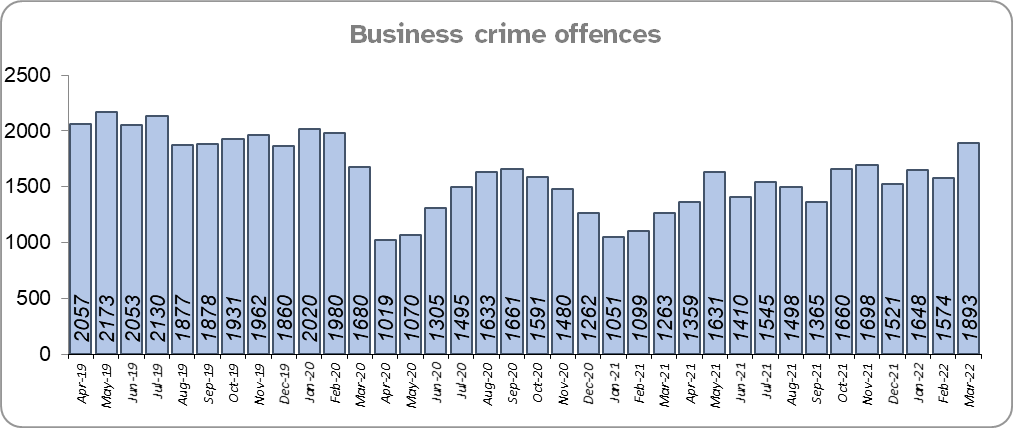 Business crime offences
2500
2000
1500
1000
500
0
2057 2173 2053 2130 1877 1878 1931 1962 1860 2020 1980 1680 1019 1070 1305 1495 1633 1661 1591 1480 1262 1051 1099 1263 1359 1631 1410 1545 1498 1365 1660 1698 1521 1648 1574 1893
Apr-19 May-19 Jun-19 Jul-19 Aug-19 Sep-19 Oct-19 Nov-19 Dec-19 Jan-20 Feb-20 Mar-20 Apr-20 May-20 Jun-20 Jul-20 Aug-20 Sep-20 Oct-20 Nov-20 Dec-20 Jan-21 Feb-21 Mar-21 Apr-21 May-21 Jun-21 Jul-21 Aug-21 Sep-21 Oct-21 Nov-21 Dec-21 Jan-22 Feb-22 Mar-22